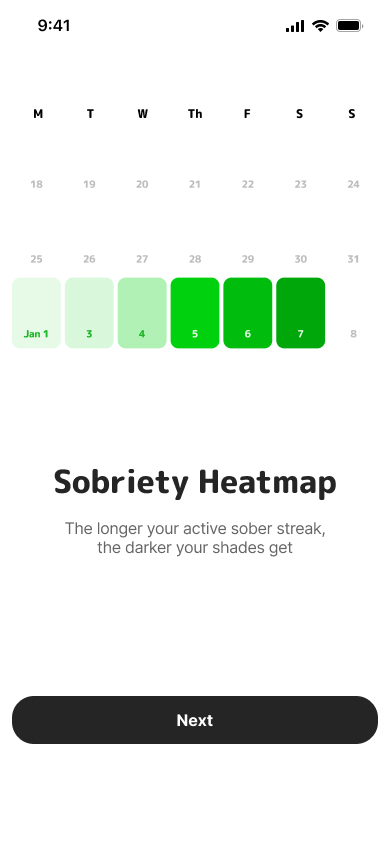 9:41
M T W Th F S S
18 19 20 21 22 23 24
25 26 27 28 29 30 31
Jan 1 3 4 5 6 7 8
Sobriety Heatmap
The longer your active sober streak,
the darker your shades get
Next